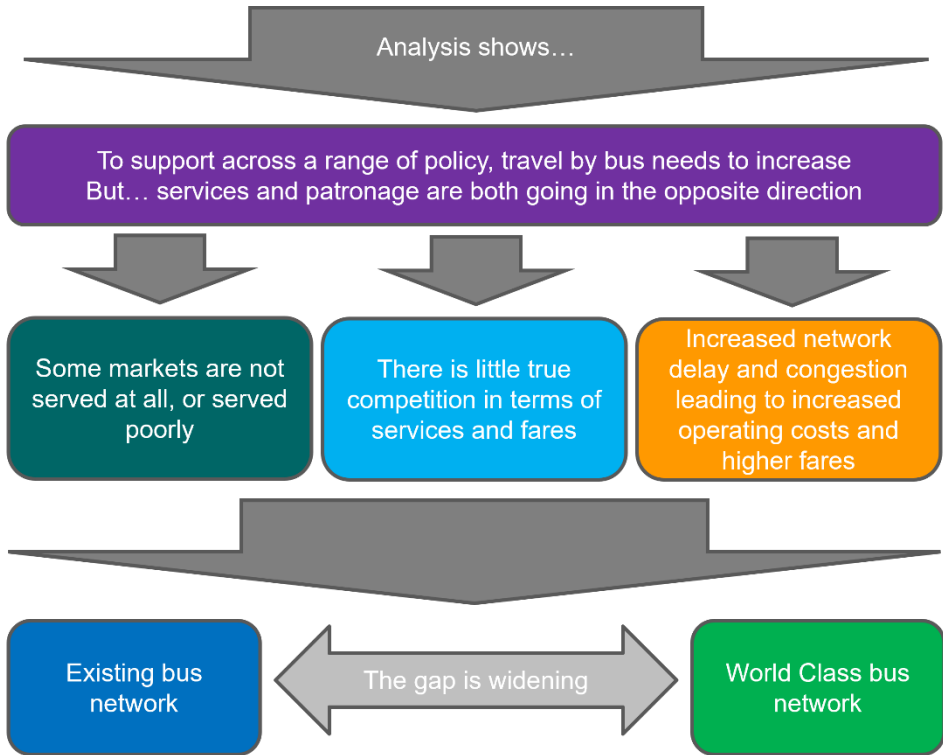 Analysis shows…
To support across a range of policy, travel by bus needs to increase
But… services and patronage are both going in the opposite direction
Some markets are not
served at all, or served
poorly
There is little true
competition in terms of
services and fares
Increased network
delay and congestion
leading to increased
operating costs and
higher fares
Existing bus
network
The gap is widening
World Class bus
network